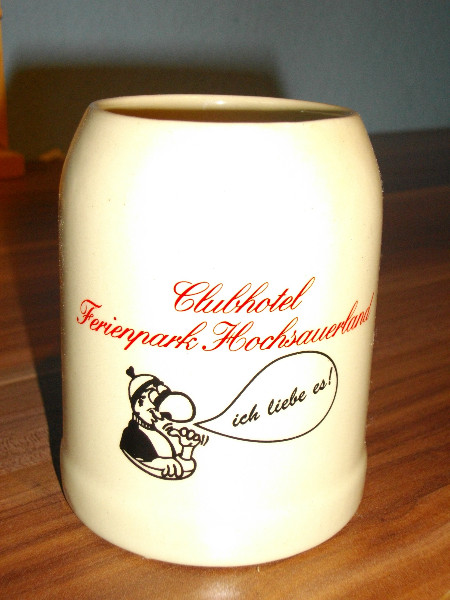 Clubhotel
Ferienpark Hochsauerland
ich liebe es!